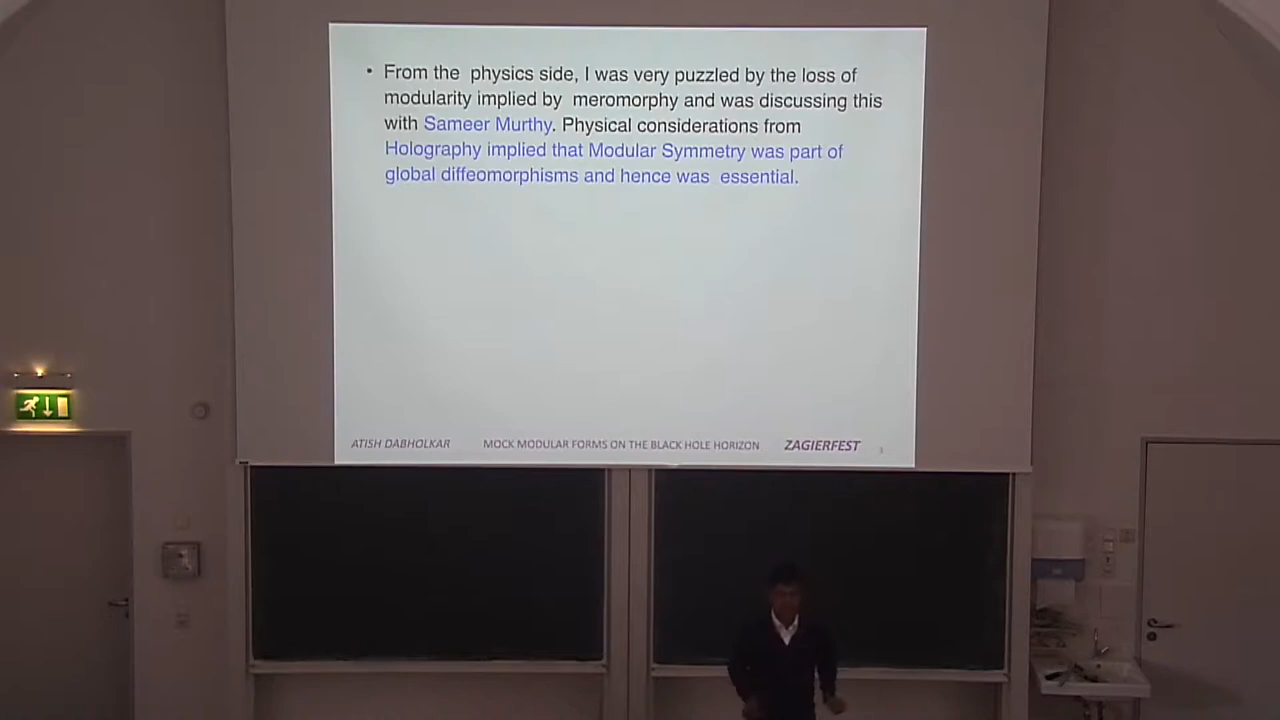 • From the physics side, I was very puzzled by the loss of
modularity implied by meromorphy and was discussing this
with Sameer Murthy. Physical considerations from
Holography implied that Modular Symmetry was part of
global diffeomorphisms and hence was essential.
ATISH DABHOLKAR MOCK MODULAR FORMS ON THE BLACK HOLE HORIZON ZAGIERFEST 3